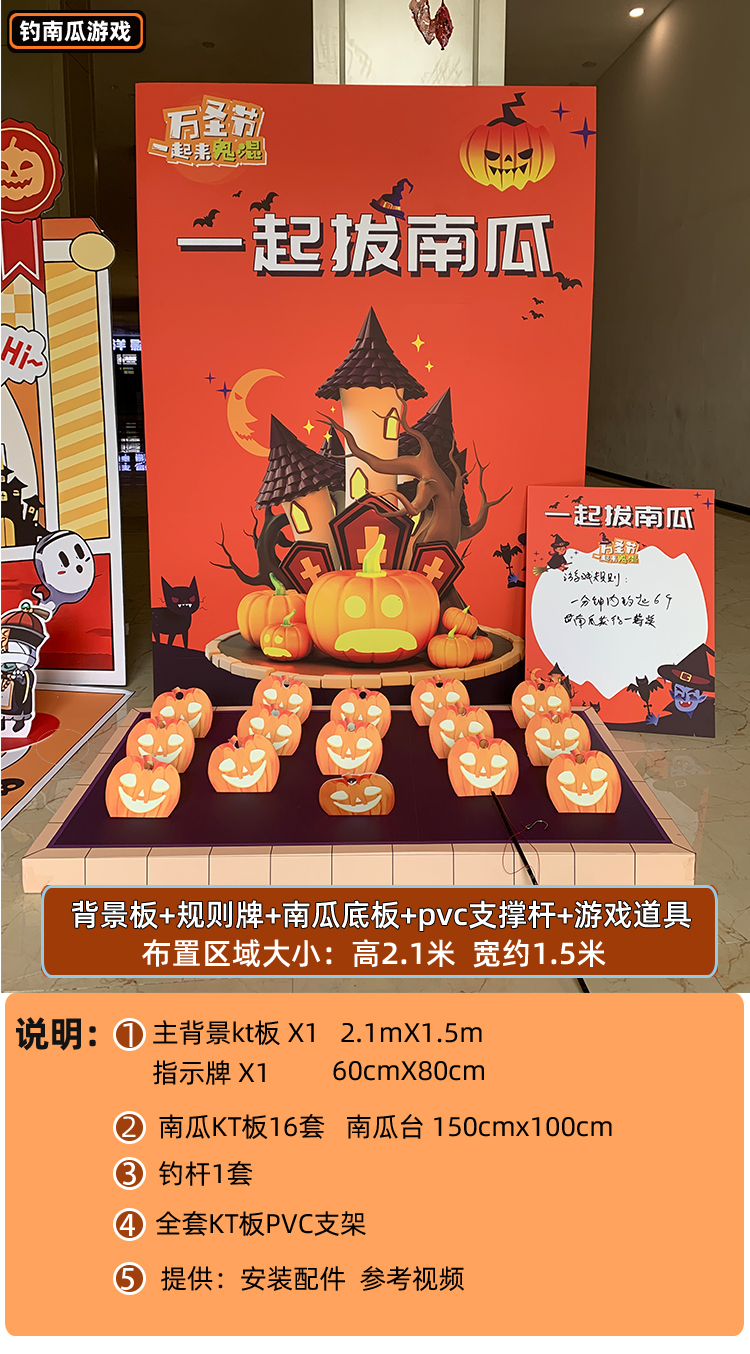 钓南瓜游戏
万圣节
一起来鬼混
一起拔南瓜
Hi~
一起拔南瓜
万圣节
一起来鬼混
游戏规则：
一分钟内钓起6个
南瓜获得一等奖
背景板+规则牌+南瓜底板+pvc支撑杆+游戏道具
布置区域大小：高2.1米 宽约1.5米
说明：
1 主背景kt板 X1 2.1mX1.5m
指示牌 X1 60cmX80cm
2 南瓜KT板16套 南瓜台 150cmx100cm
3 钓杆1套
4 全套KT板PVC支架
5 提供：安装配件 参考视频